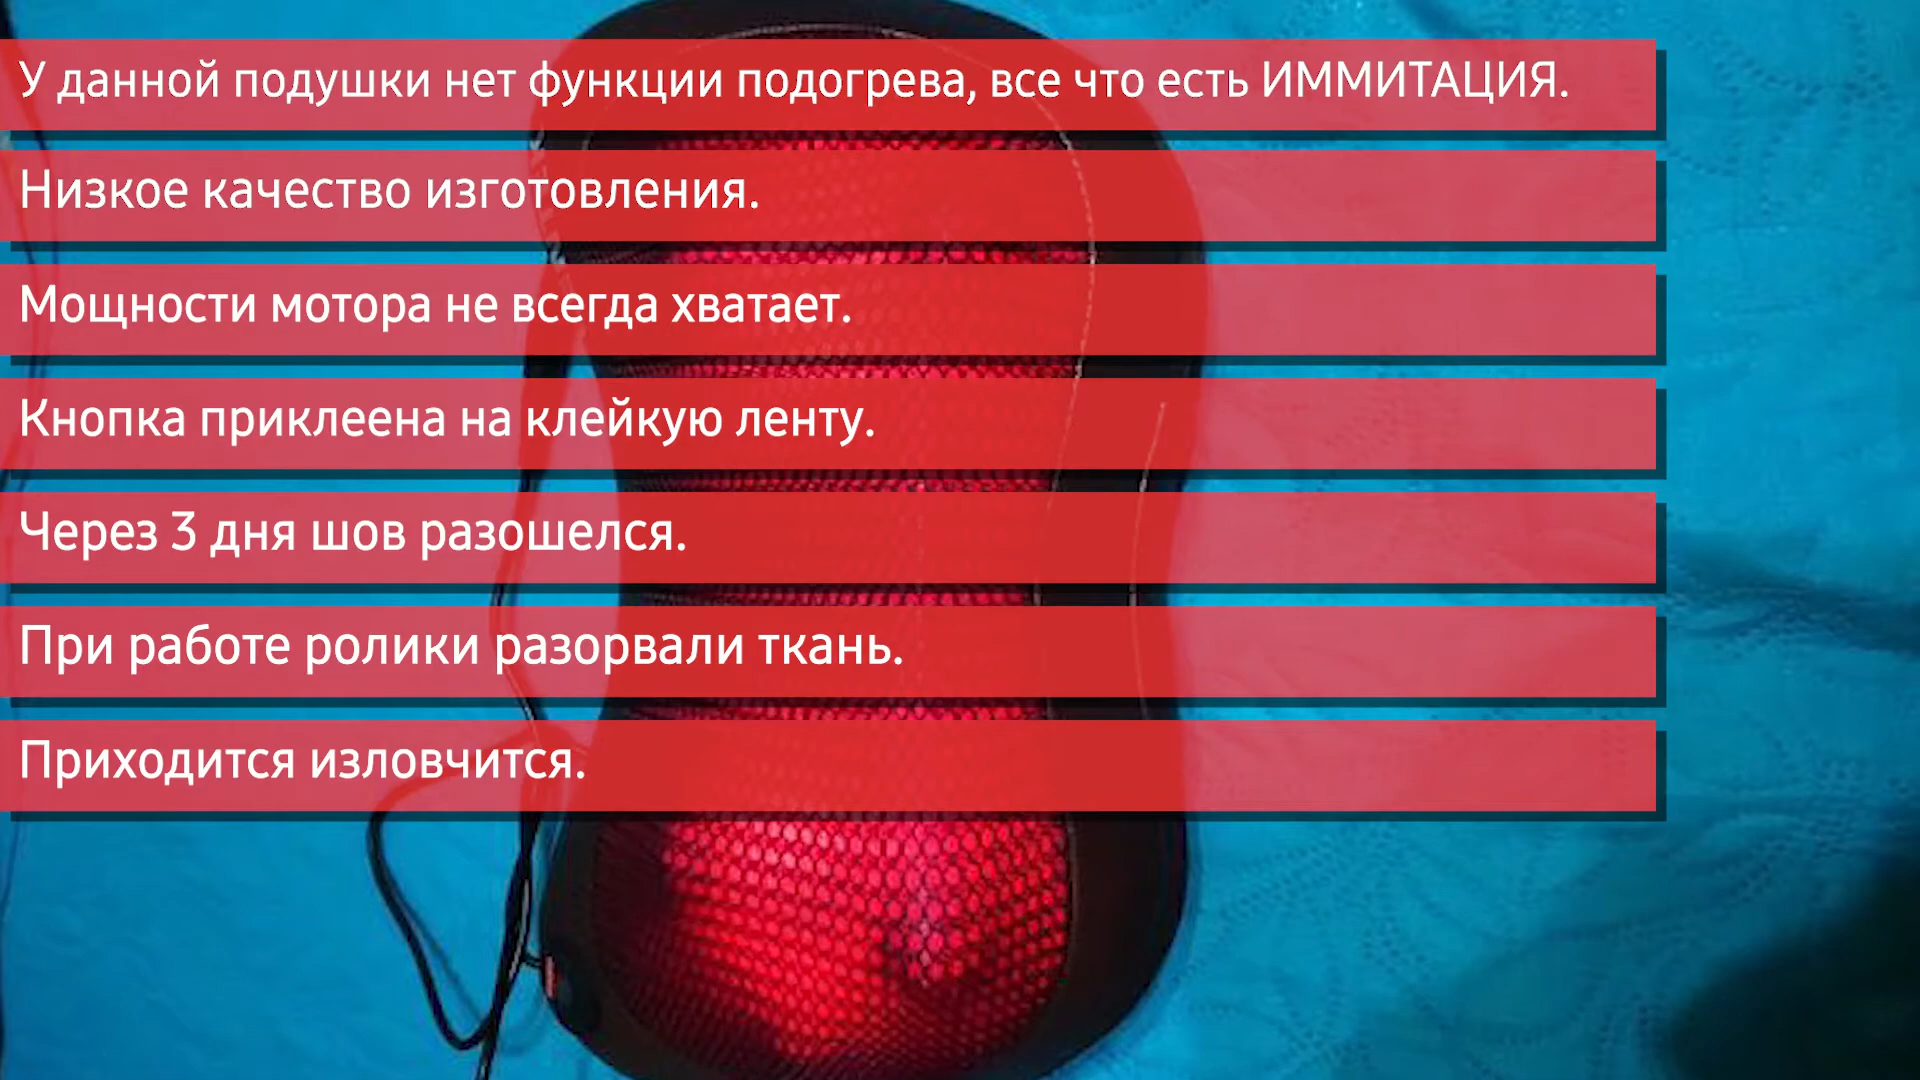 У данной подушки нет функции подогрева, все что есть ИММИТАЦИЯ.
Низкое качество изготовления.
Мощности мотора не всегда хватает.
Кнопка приклеена на клейкую ленту.
Через 3 дня шов разошелся.
При работе ролики разорвали ткань.
Приходится изловчится.